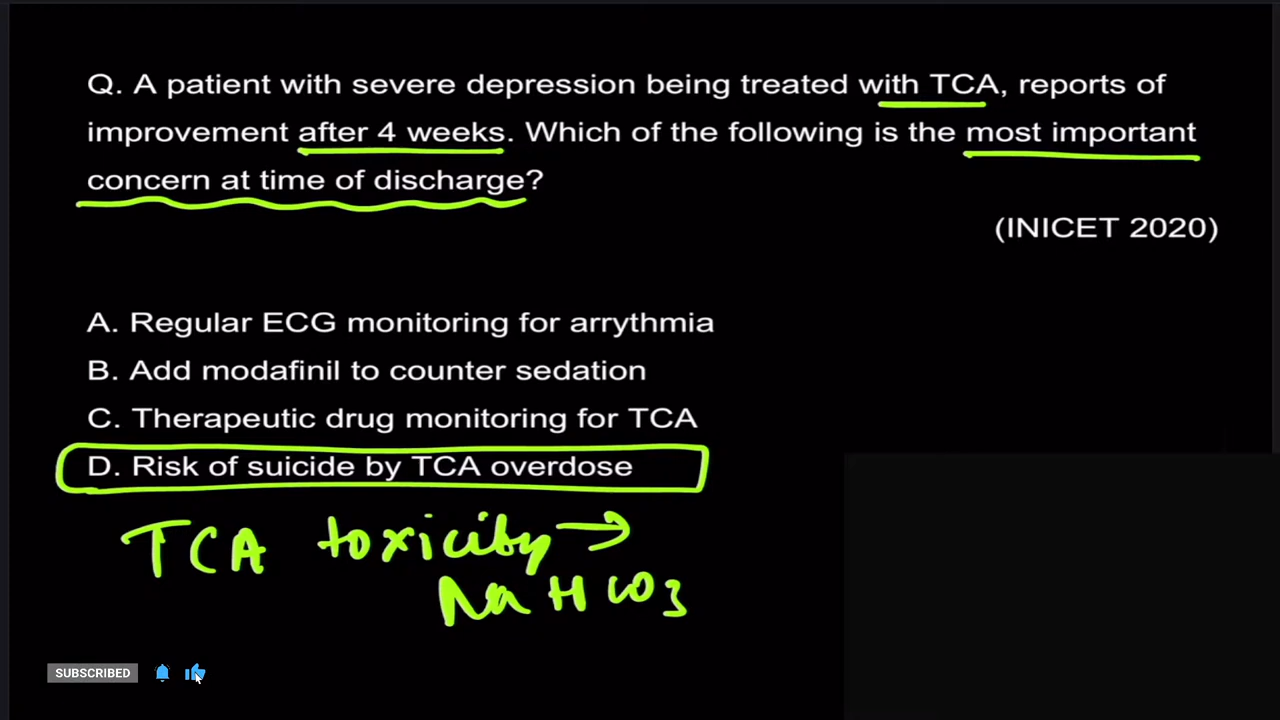 Q. A patient with severe depression being treated with TCA, reports of
improvement after 4 weeks. Which of the following is the most important
concern at time of discharge?
(INICET 2020)
A. Regular ECG monitoring for arrythmia
B. Add modafinil to counter sedation
C. Therapeutic drug monitoring for TCA
D. Risk of suicide by TCA overdose
TCA toxicity →
NaHCO3
SUBSCRIBED